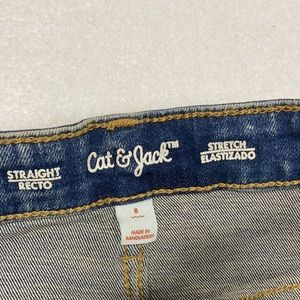 STRAIGHT
RECTO
Cat & Jack™
STRETCH
ELASTIZADO
8
MADE IN
BANGLADESH